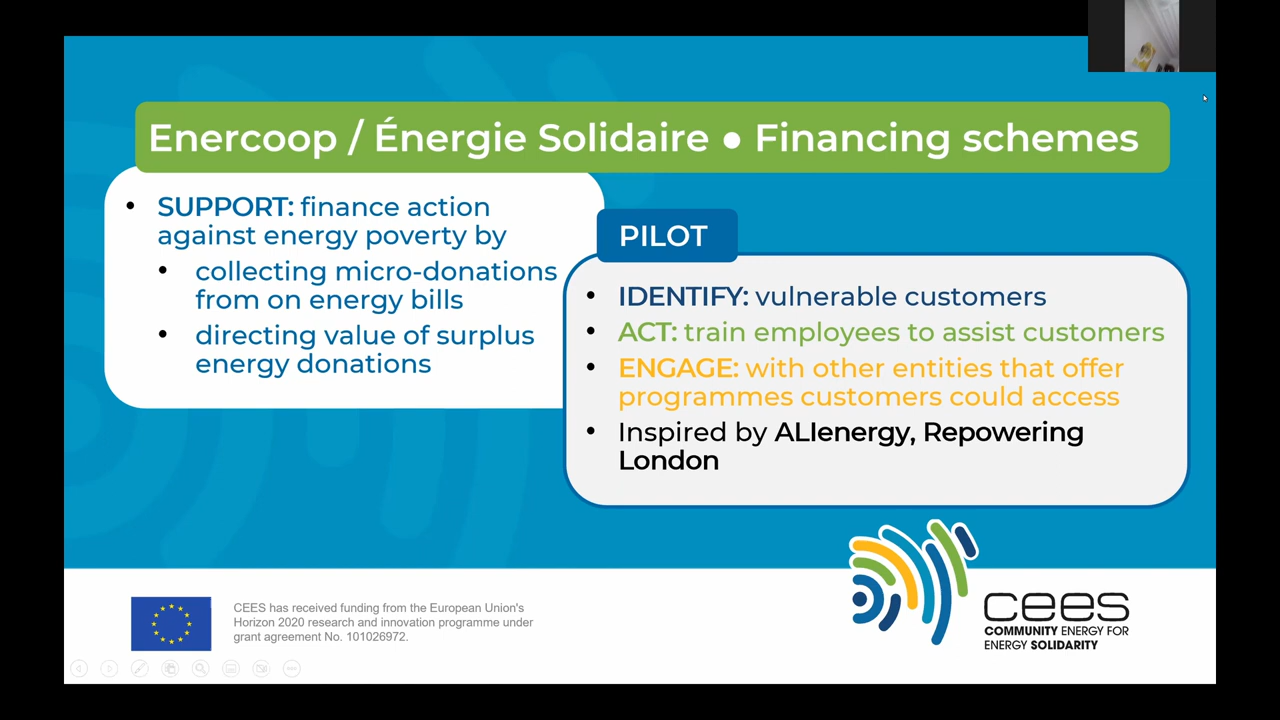 Enercoop / Énergie Solidaire ● Financing schemes
• SUPPORT: finance action
against energy poverty by
• collecting micro-donations
from on energy bills
• directing value of surplus
energy donations
PILOT
• IDENTIFY: vulnerable customers
• ACT: train employees to assist customers
• ENGAGE: with other entities that offer
programmes customers could access
• Inspired by ALIenergy, Repowering
London
CEES has received funding from the European Union's
Horizon 2020 research and innovation programme under
grant agreement No. 101026972.
cees
COMMUNITY ENERGY FOR
ENERGY SOLIDARITY